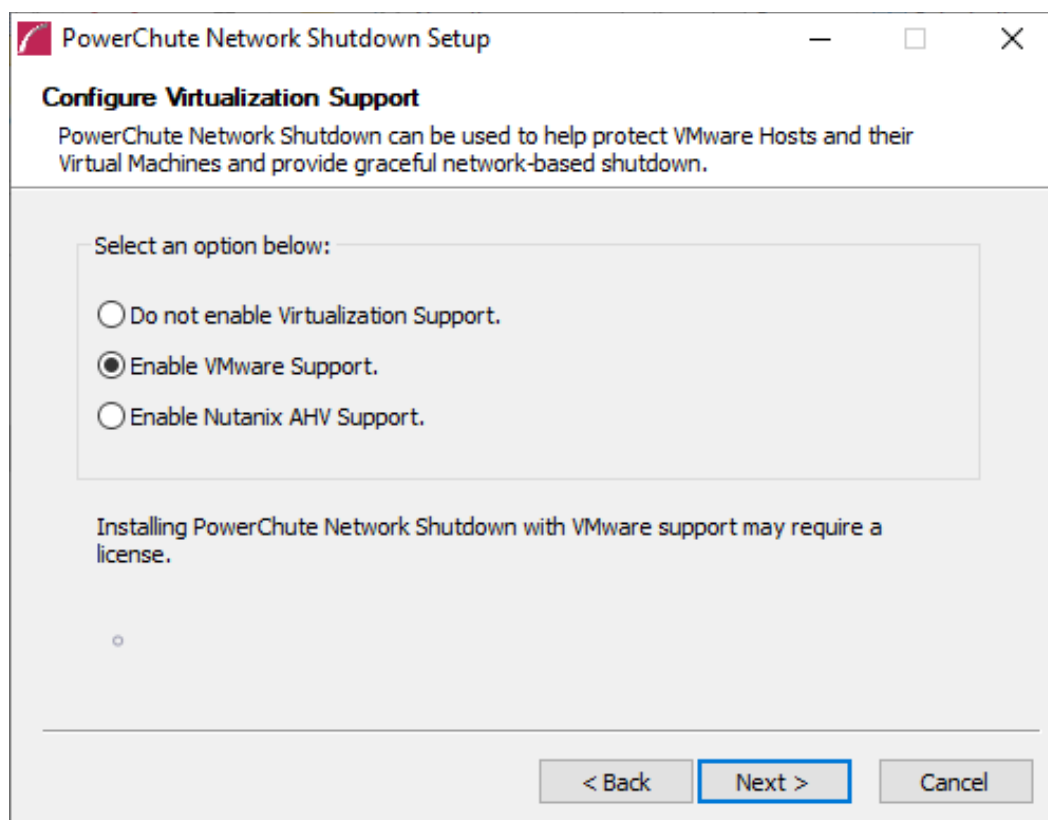 PowerChute Network Shutdown Setup
Configure Virtualization Support
PowerChute Network Shutdown can be used to help protect VMware Hosts and their
Virtual Machines and provide graceful network-based shutdown.
Select an option below:
Do not enable Virtualization Support.
Enable VMware Support.
Enable Nutanix AHV Support.
Installing PowerChute Network Shutdown with VMware support may require a
license.
< Back
Next >
Cancel